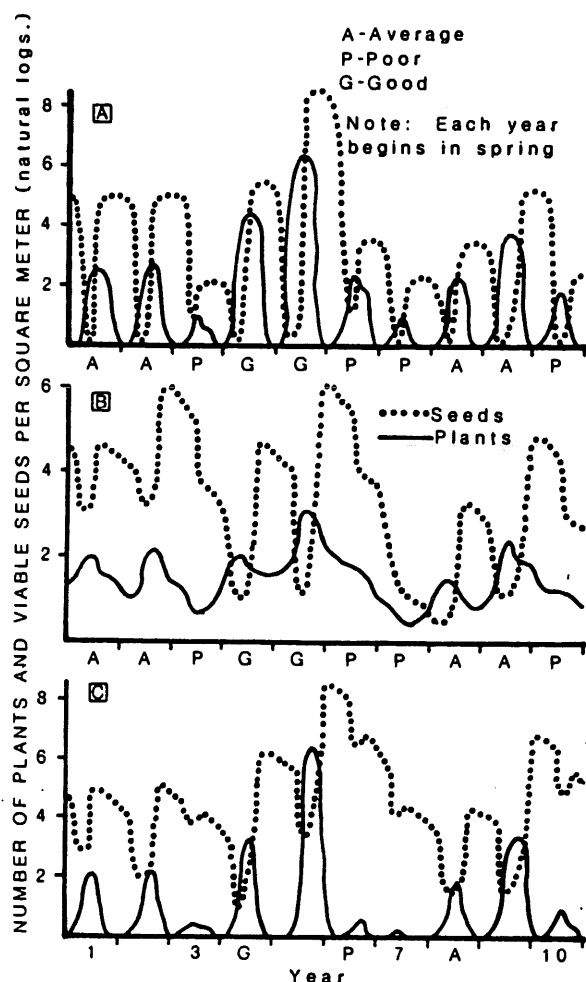 NUMBER OF PLANTS AND VIABLE SEEDS PER SQUARE METER (natural logs.)
A-Average
P-Poor
G-Good
Note: Each year
begins in spring
A
8
6
4
2
A A P G G P P A A P
B
6
4
2
Seeds
Plants
A A P G G P P A A P
C
8
6
4
2
1 3 G P 7 A 10
Year